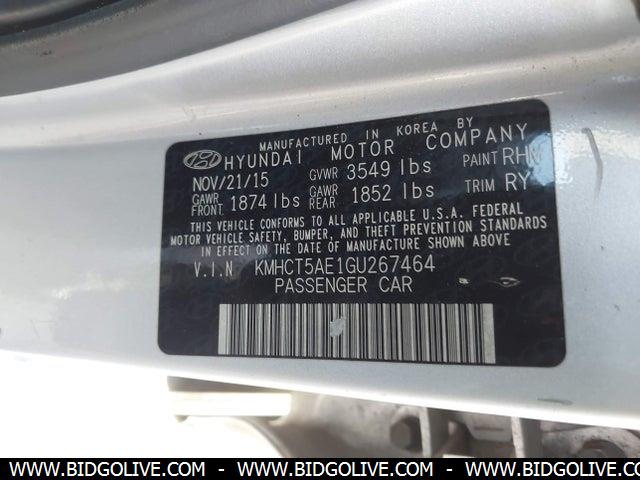 MANUFACTURED IN KOREA BY
HYUNDAI MOTOR COMPANY
NOV/21/15 GVWR 3549 lbs PAINT RHM
GAWR FRONT 1874 lbs GAWR REAR 1852 lbs TRIM RY
THIS VEHICLE CONFORMS TO ALL APPLICABLE U.S.A. FEDERAL
MOTOR VEHICLE SAFETY, BUMPER, AND THEFT PREVENTION STANDARDS
IN EFFECT ON THE DATE OF MANUFACTURE SHOWN ABOVE.
V.I.N KMHCT5AE1GU267464
PASSENGER CAR
WWW.BIDGOLIVE.COM - WWW.BIDGOLIVE.COM - WWW.BIDGOLIVE.COM